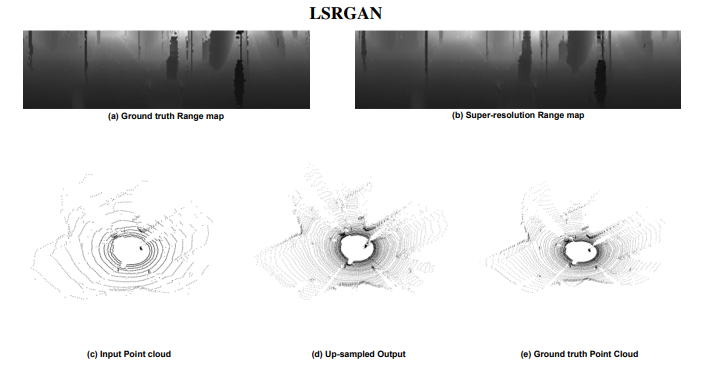 LSRGAN
(a) Ground truth Range map
(b) Super-resolution Range map
(c) Input Point cloud
(d) Up-sampled Output
(e) Ground truth Point Cloud